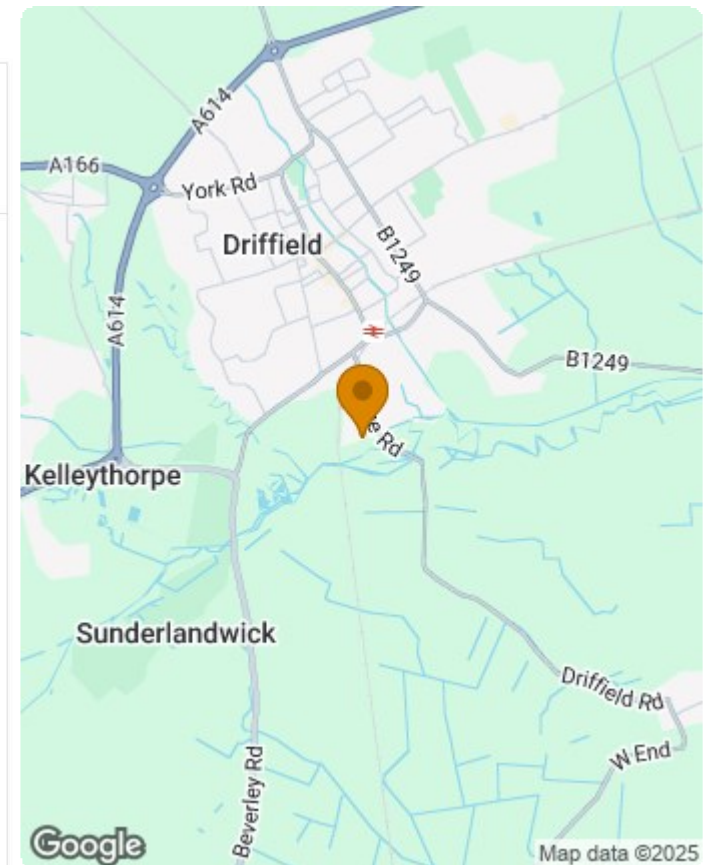 A614
A166
York Rd
Driffield
B1249
A614
B1249
Rd
Kelleythorpe
Sunderlandwick
Driffield Rd
W End
Beverley Rd
Google
Map data ©2025